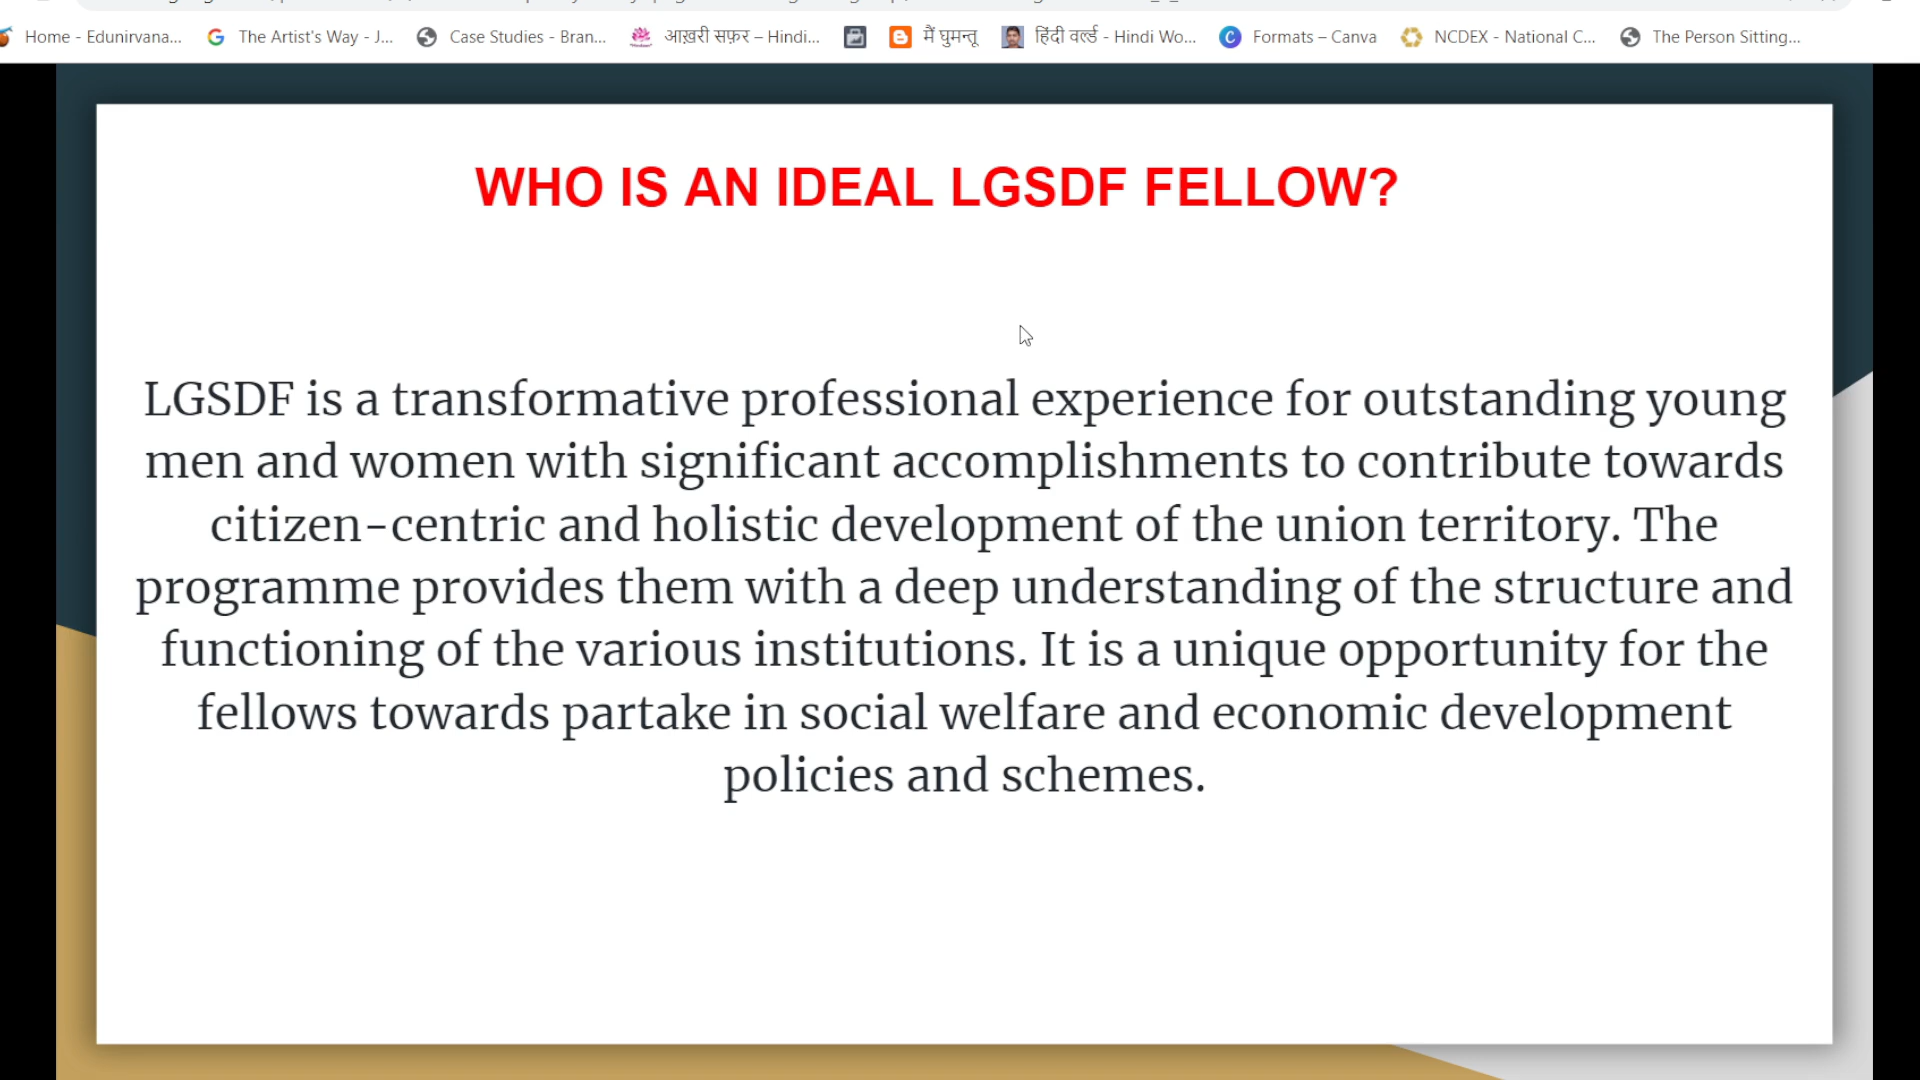 Home - Edunirvana...
The Artist's Way - J...
Case Studies - Bran...
आख़री सफ़र – Hindi...
मैं घुमन्तू
हिंदी वर्ल्ड - Hindi Wo...
Formats – Canva
NCDEX - National C...
The Person Sitting...
WHO IS AN IDEAL LGSDF FELLOW?
LGSDF is a transformative professional experience for outstanding young
men and women with significant accomplishments to contribute towards
citizen-centric and holistic development of the union territory. The
programme provides them with a deep understanding of the structure and
functioning of the various institutions. It is a unique opportunity for the
fellows towards partake in social welfare and economic development
policies and schemes.